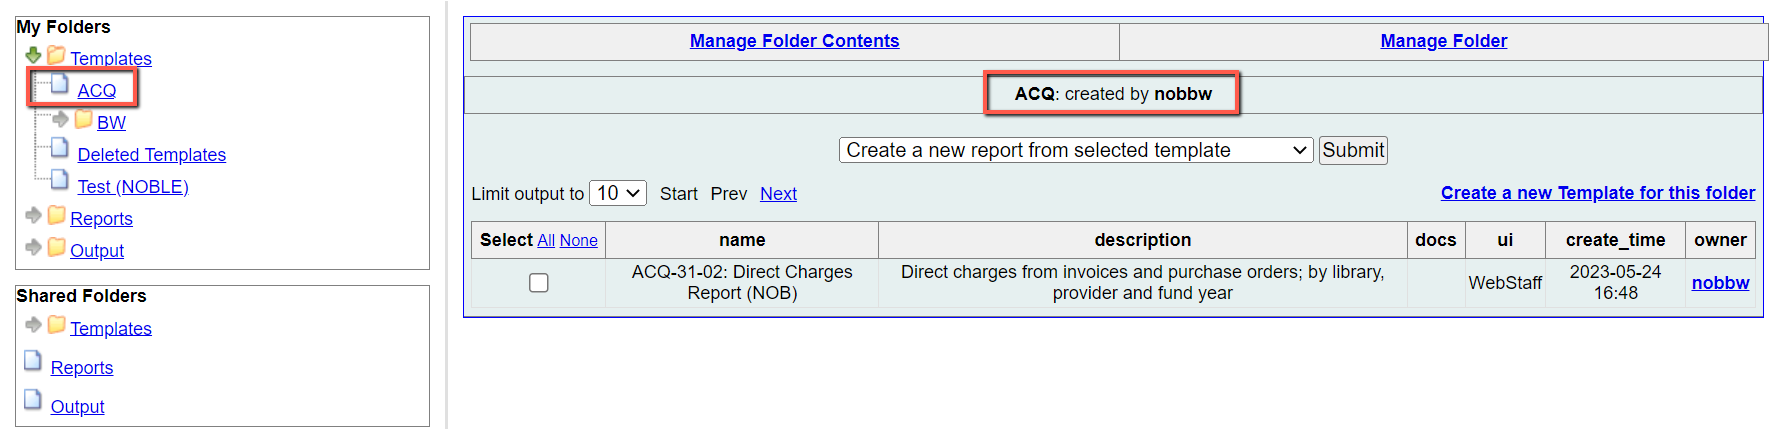 My Folders
Templates
ACQ
BW
Deleted Templates
Test (NOBLE)
Reports
Output
Shared Folders
Templates
Reports
Output
Manage Folder Contents Manage Folder
ACQ: created by nobbw
Create a new report from selected template Submit
Limit output to 10 Start Prev Next Create a new Template for this folder
Select All None name description docs ui create_time owner
ACQ-31-02: Direct Charges Direct charges from invoices and purchase orders; by library, WebStaff 2023-05-24 nobbw
Report (NOB) provider and fund year 16:48